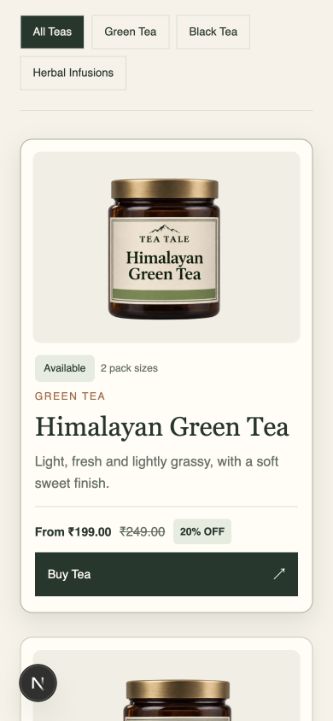 All Teas
Green Tea
Black Tea
Herbal Infusions
TEA TALE
Himalayan
Green Tea
Available
2 pack sizes
GREEN TEA
Himalayan Green Tea
Light, fresh and lightly grassy, with a soft
sweet finish.
From ₹199.00 ₹249.00 20% OFF
Buy Tea ↗
N